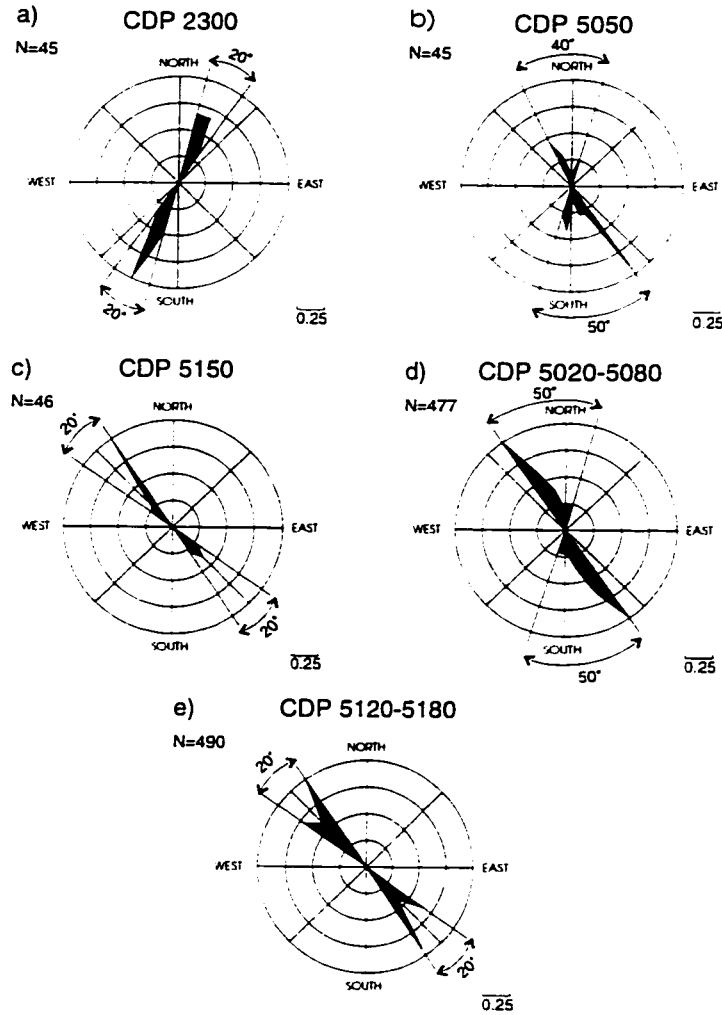 a) CDP 2300
N=45
NORTH
20°
WEST
EAST
20°
SOUTH
0.25
b) CDP 5050
N=45
40°
NORTH
WEST
EAST
SOUTH
50°
0.25
c) CDP 5150
N=46
20°
NORTH
WEST
EAST
SOUTH
20°
0.25
d) CDP 5020-5080
N=477
50°
NORTH
WEST
EAST
SOUTH
50°
0.25
e) CDP 5120-5180
N=490
20°
NORTH
WEST
EAST
20°
SOUTH
0.25